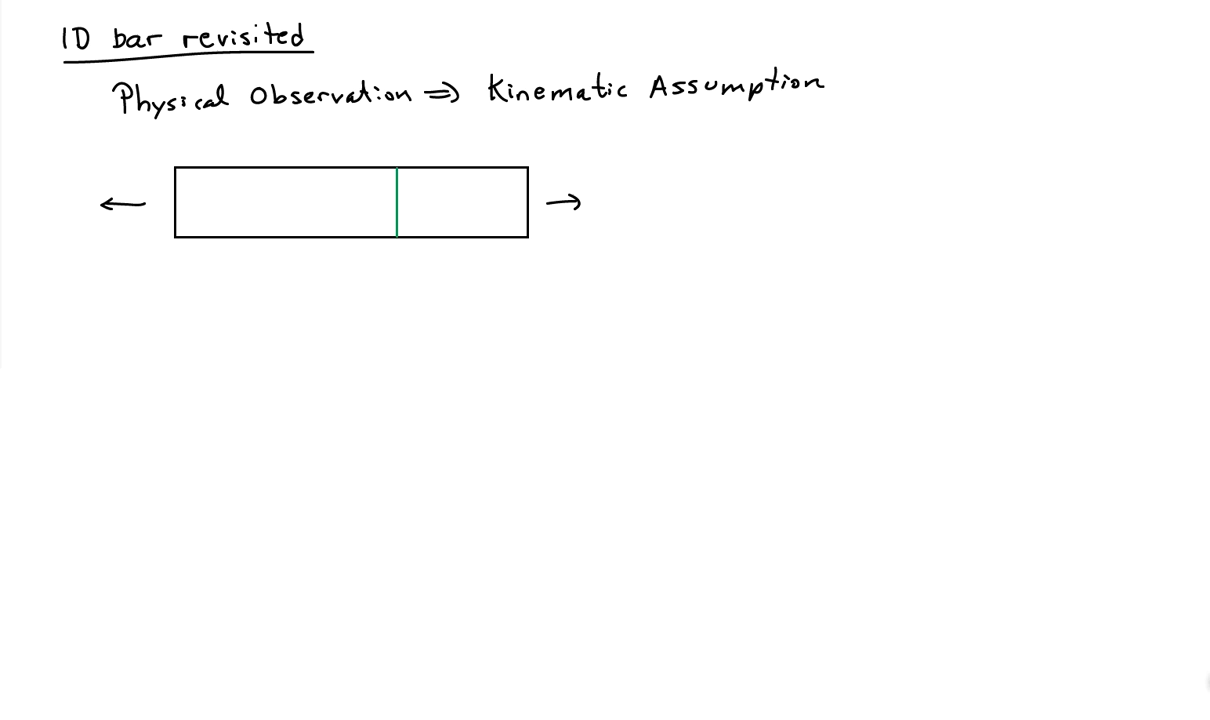 1D bar revisited
Physical Observation ⇒ Kinematic Assumption